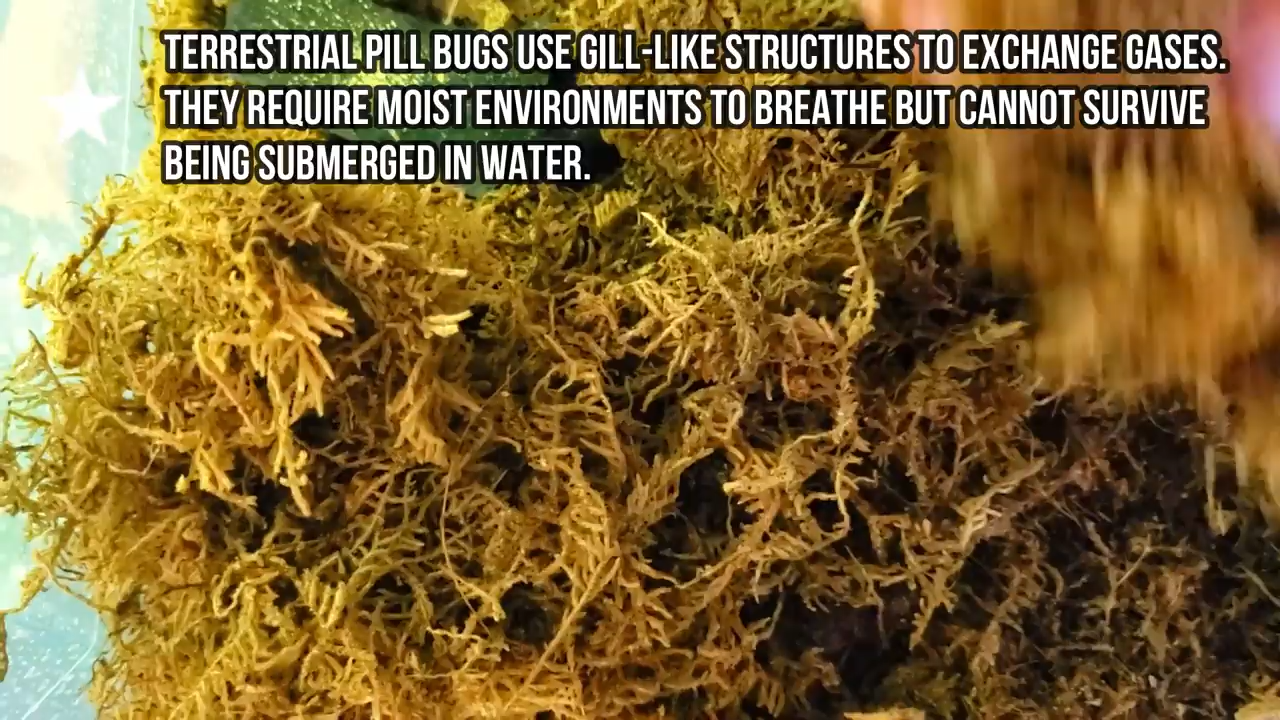 TERRESTRIAL PILL BUGS USE GILL-LIKE STRUCTURES TO EXCHANGE GASES.
THEY REQUIRE MOIST ENVIRONMENTS TO BREATHE BUT CANNOT SURVIVE
BEING SUBMERGED IN WATER.